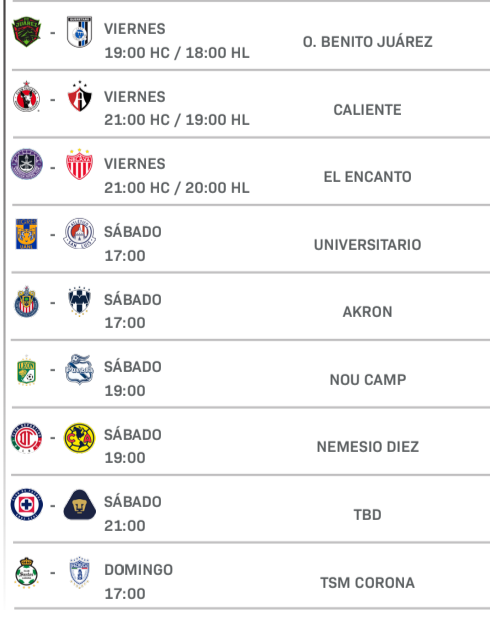 VIERNES
19:00 HC / 18:00 HL
O. BENITO JUÁREZ
VIERNES
21:00 HC / 19:00 HL
CALIENTE
VIERNES
21:00 HC / 20:00 HL
EL ENCANTO
SÁBADO
17:00
UNIVERSITARIO
SÁBADO
17:00
AKRON
SÁBADO
19:00
NOU CAMP
SÁBADO
19:00
NEMESIO DIEZ
SÁBADO
21:00
TBD
DOMINGO
17:00
TSM CORONA